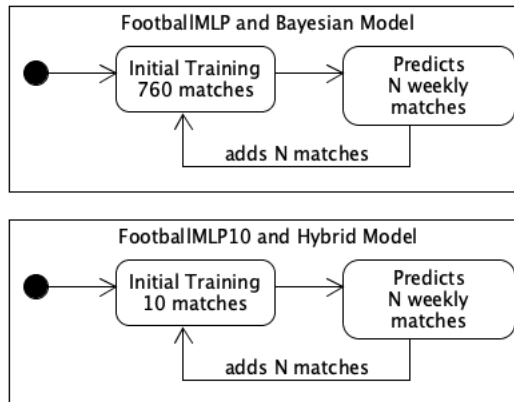 FootballMLP and Bayesian Model
Initial Training
760 matches
Predicts
N weekly
matches
adds N matches
FootballMLP10 and Hybrid Model
Initial Training
10 matches
Predicts
N weekly
matches
adds N matches